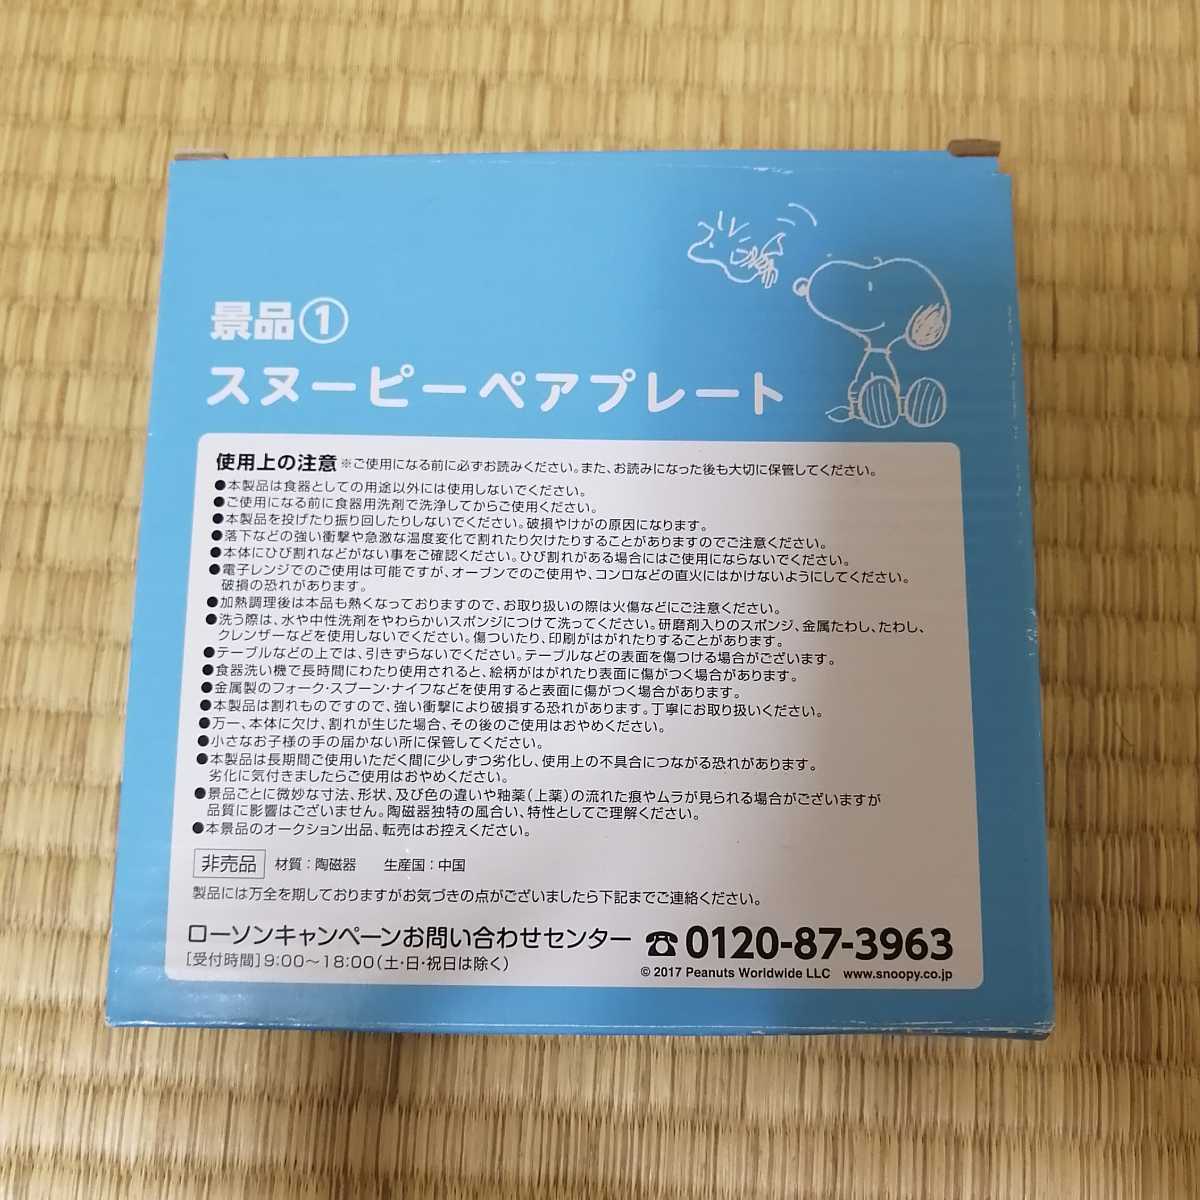 景品①
スヌーピーペアプレート
使用上の注意 ※ご使用になる前に必ずお読みください。また、お読みになった後も大切に保管してください。
●本製品は食器としての用途以外には使用しないでください。
●ご使用になる前に食器用洗剤で洗浄してからご使用ください。
●本製品を投げたり振り回したりしないでください。破損やけがの原因になります。
●落下などの強い衝撃や急激な温度変化で割れたり欠けたりすることがありますのでご注意ください。
●本体にひび割れなどがない事をご確認ください。ひび割れがある場合にはご使用にならないでください。
●電子レンジでのご使用は可能ですが、オーブンでのご使用や、コンロなどの直火にはかけないようにしてください。
破損の恐れがあります。
●加熱調理後は本品も熱くなっておりますので、お取り扱いの際は火傷などにご注意ください。
●洗う際は、水や中性洗剤をやわらかいスポンジにつけて洗ってください。研磨剤入りのスポンジ、金属たわし、たわし、
クレンザーなどを使用しないでください。傷ついたり、印刷がはがれたりすることがあります。
●テーブルなどの上では、引きずらないでください。テーブルなどの表面を傷つける場合がございます。
●食器洗い機で長時間にわたり使用されると、絵柄がはがれたり表面に傷がつく場合があります。
●金属製のフォーク・スプーン・ナイフなどを使用すると表面に傷がつく場合があります。
●本製品は割れものですので、強い衝撃により破損する恐れがあります。丁寧にお取り扱いください。
●万一、本体に欠け、割れが生じた場合、その後のご使用はおやめください。
●小さなお子様の手の届かない所に保管してください。
●本製品は長期間ご使用いただく間に少しずつ劣化し、使用上の不具合につながる恐れがあります。
劣化に気付きましたらご使用はおやめください。
●景品ごとに微妙な寸法、形状、及び色の違いや釉薬（上薬）の流れた痕やムラが見られる場合がございますが
品質に影響はございません。陶磁器独特の風合い、特性としてご理解ください。
●本景品のオークション出品、転売はお控えください。
非売品 材質：陶磁器 生産国：中国
製品には万全を期しておりますがお気づきの点がございましたら下記までご連絡ください。
ローソンキャンペーンお問い合わせセンター ☎0120-87-3963
[受付時間]9:00〜18:00（土・日・祝日は除く）
© 2017 Peanuts Worldwide LLC www.snoopy.co.jp